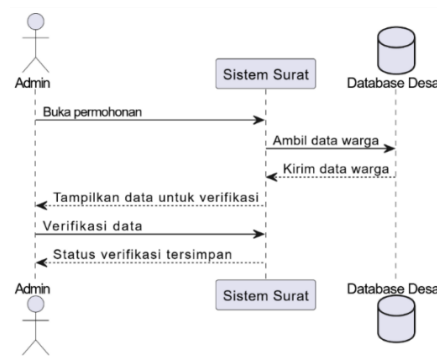 Admin
Sistem Surat
Database Desa
Buka permohonan
Ambil data warga
Kirim data warga
Tampilkan data untuk verifikasi
Verifikasi data
Status verifikasi tersimpan
Admin
Sistem Surat
Database Desa